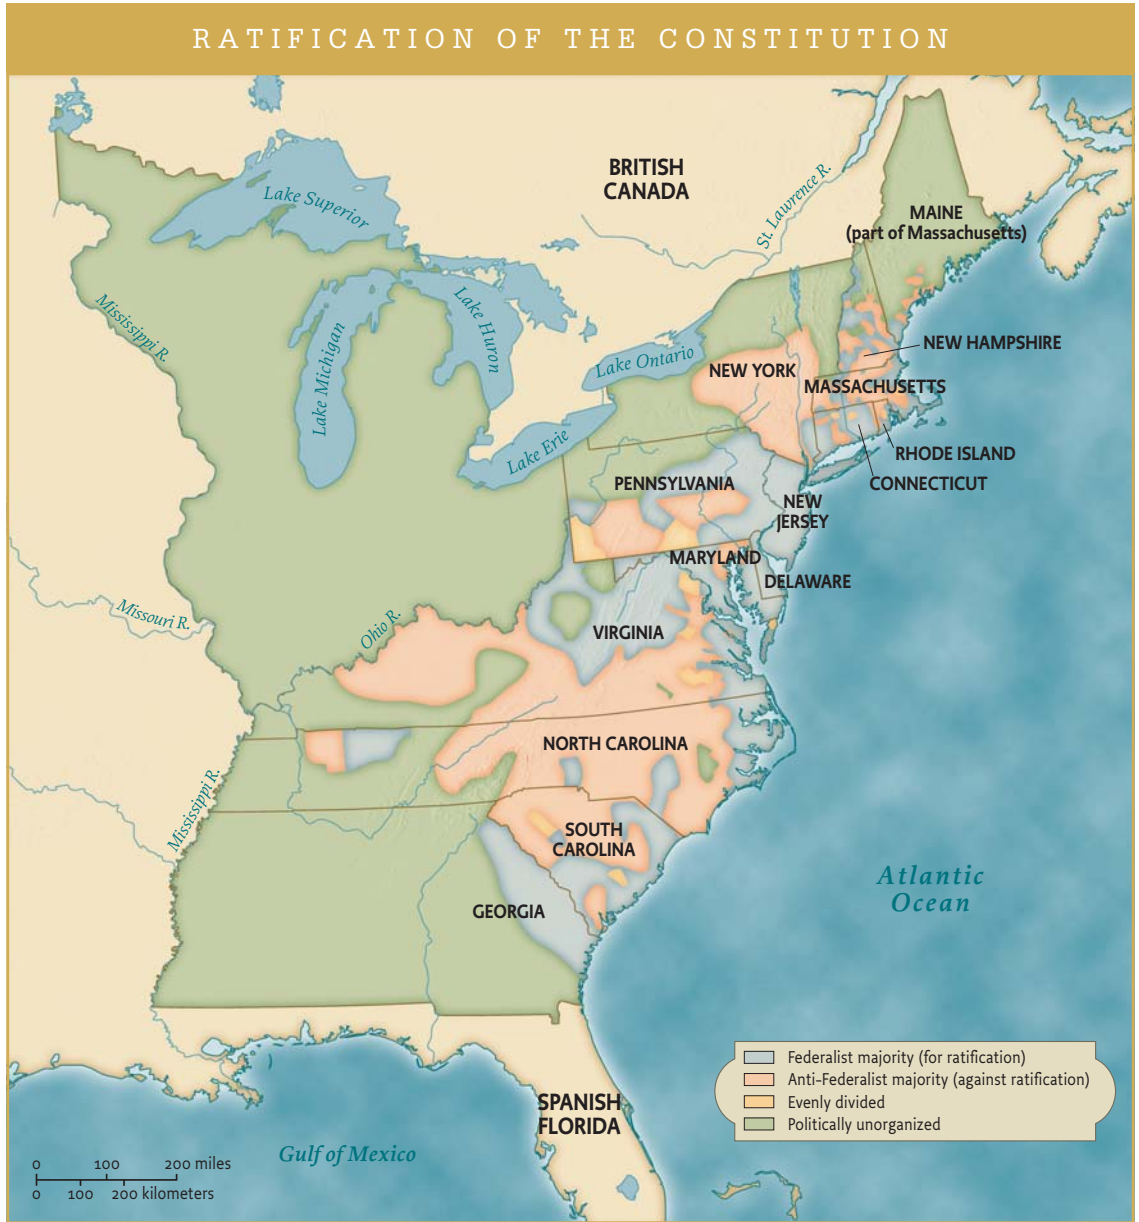 RATIFICATION OF THE CONSTITUTION
BRITISH
CANADA
St. Lawrence R.
MAINE
(part of Massachusetts)
Lake Superior
Mississippi R.
Lake Michigan
Lake Huron
Lake Ontario
Lake Erie
NEW YORK
NEW HAMPSHIRE
MASSACHUSETTS
RHODE ISLAND
CONNECTICUT
PENNSYLVANIA
NEW
JERSEY
MARYLAND
DELAWARE
Missouri R.
Ohio R.
VIRGINIA
NORTH CAROLINA
Mississippi R.
SOUTH
CAROLINA
GEORGIA
Atlantic
Ocean
SPANISH
FLORIDA
Gulf of Mexico
Federalist majority (for ratification)
Anti-Federalist majority (against ratification)
Evenly divided
Politically unorganized
0 100 200 miles
0 100 200 kilometers